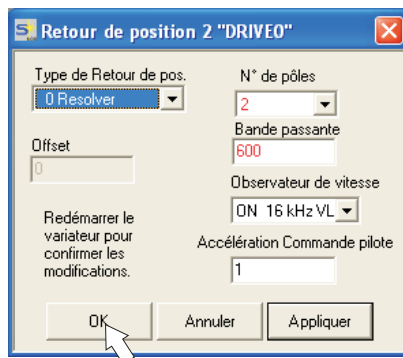 Retour de position 2 "DRIVE0"
Type de Retour de pos.
0 Resolver
N° de pôles
2
Offset
0
Bande passante
600
Observateur de vitesse
ON 16 kHz VL
Redémarrer le
variateur pour
confirmer les
modifications.
Accélération Commande pilote
1
OK
Annuler
Appliquer